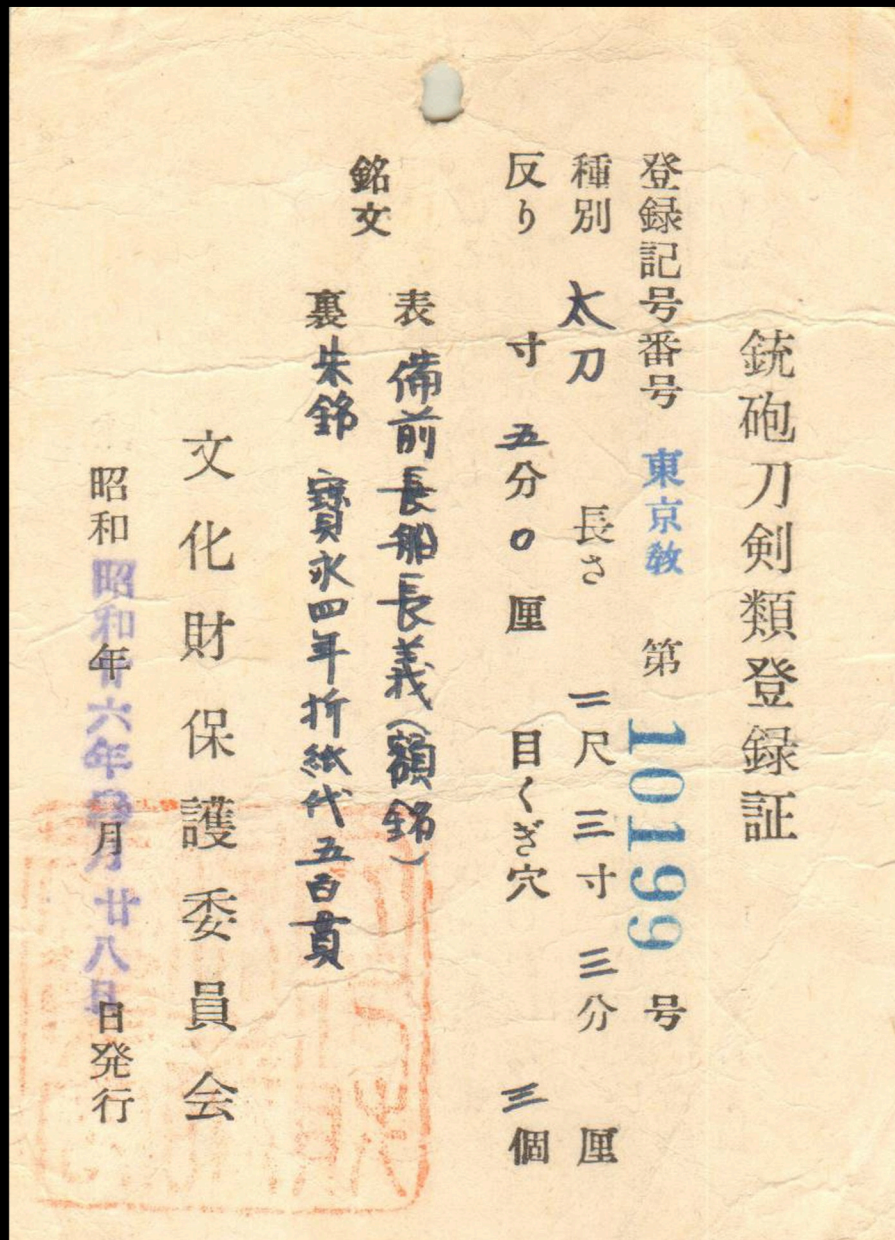 銃砲刀剣類登録証
登録記号番号 東京教 第 10199 号
種別 太刀 長さ 二尺 三寸 三分 厘
反り 寸 五分 0 厘 目くぎ穴 三個
銘文
表 備前長船長義(額銘)
裏 朱銘 寳永四年折紙代五百貫
文化財保護委員会
昭和 年 月 日発行
昭和廿六年 月廿八日